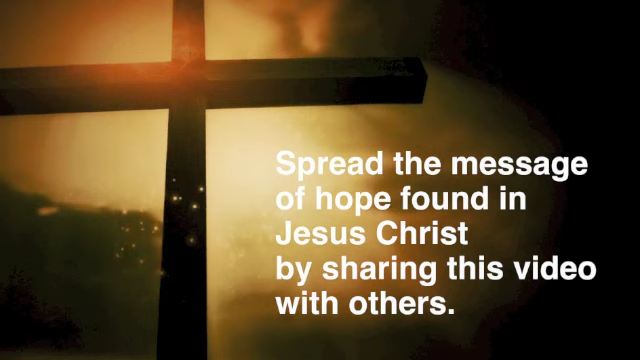 Spread the message
of hope found in
Jesus Christ
by sharing this video
with others.